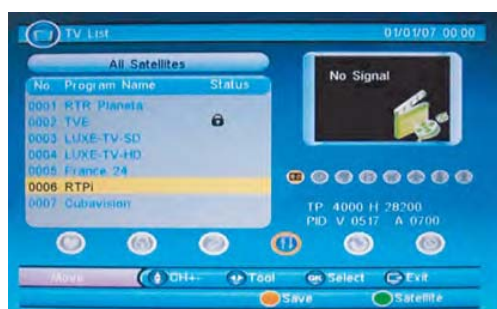 TV List
01/01/07 00:00
All Satellites
No. Program Name Status
0001 RTR Planeta
0002 TVE
0003 LUXE-TV-SD
0004 LUXE-TV-HD
0005 France 24
0006 RTPi
0007 Cubavision
No Signal
TP 4000 H 28200
PID V 0517 A 0700
Move
CH+-
Tool
OK Select
Exit
Save
Satellite